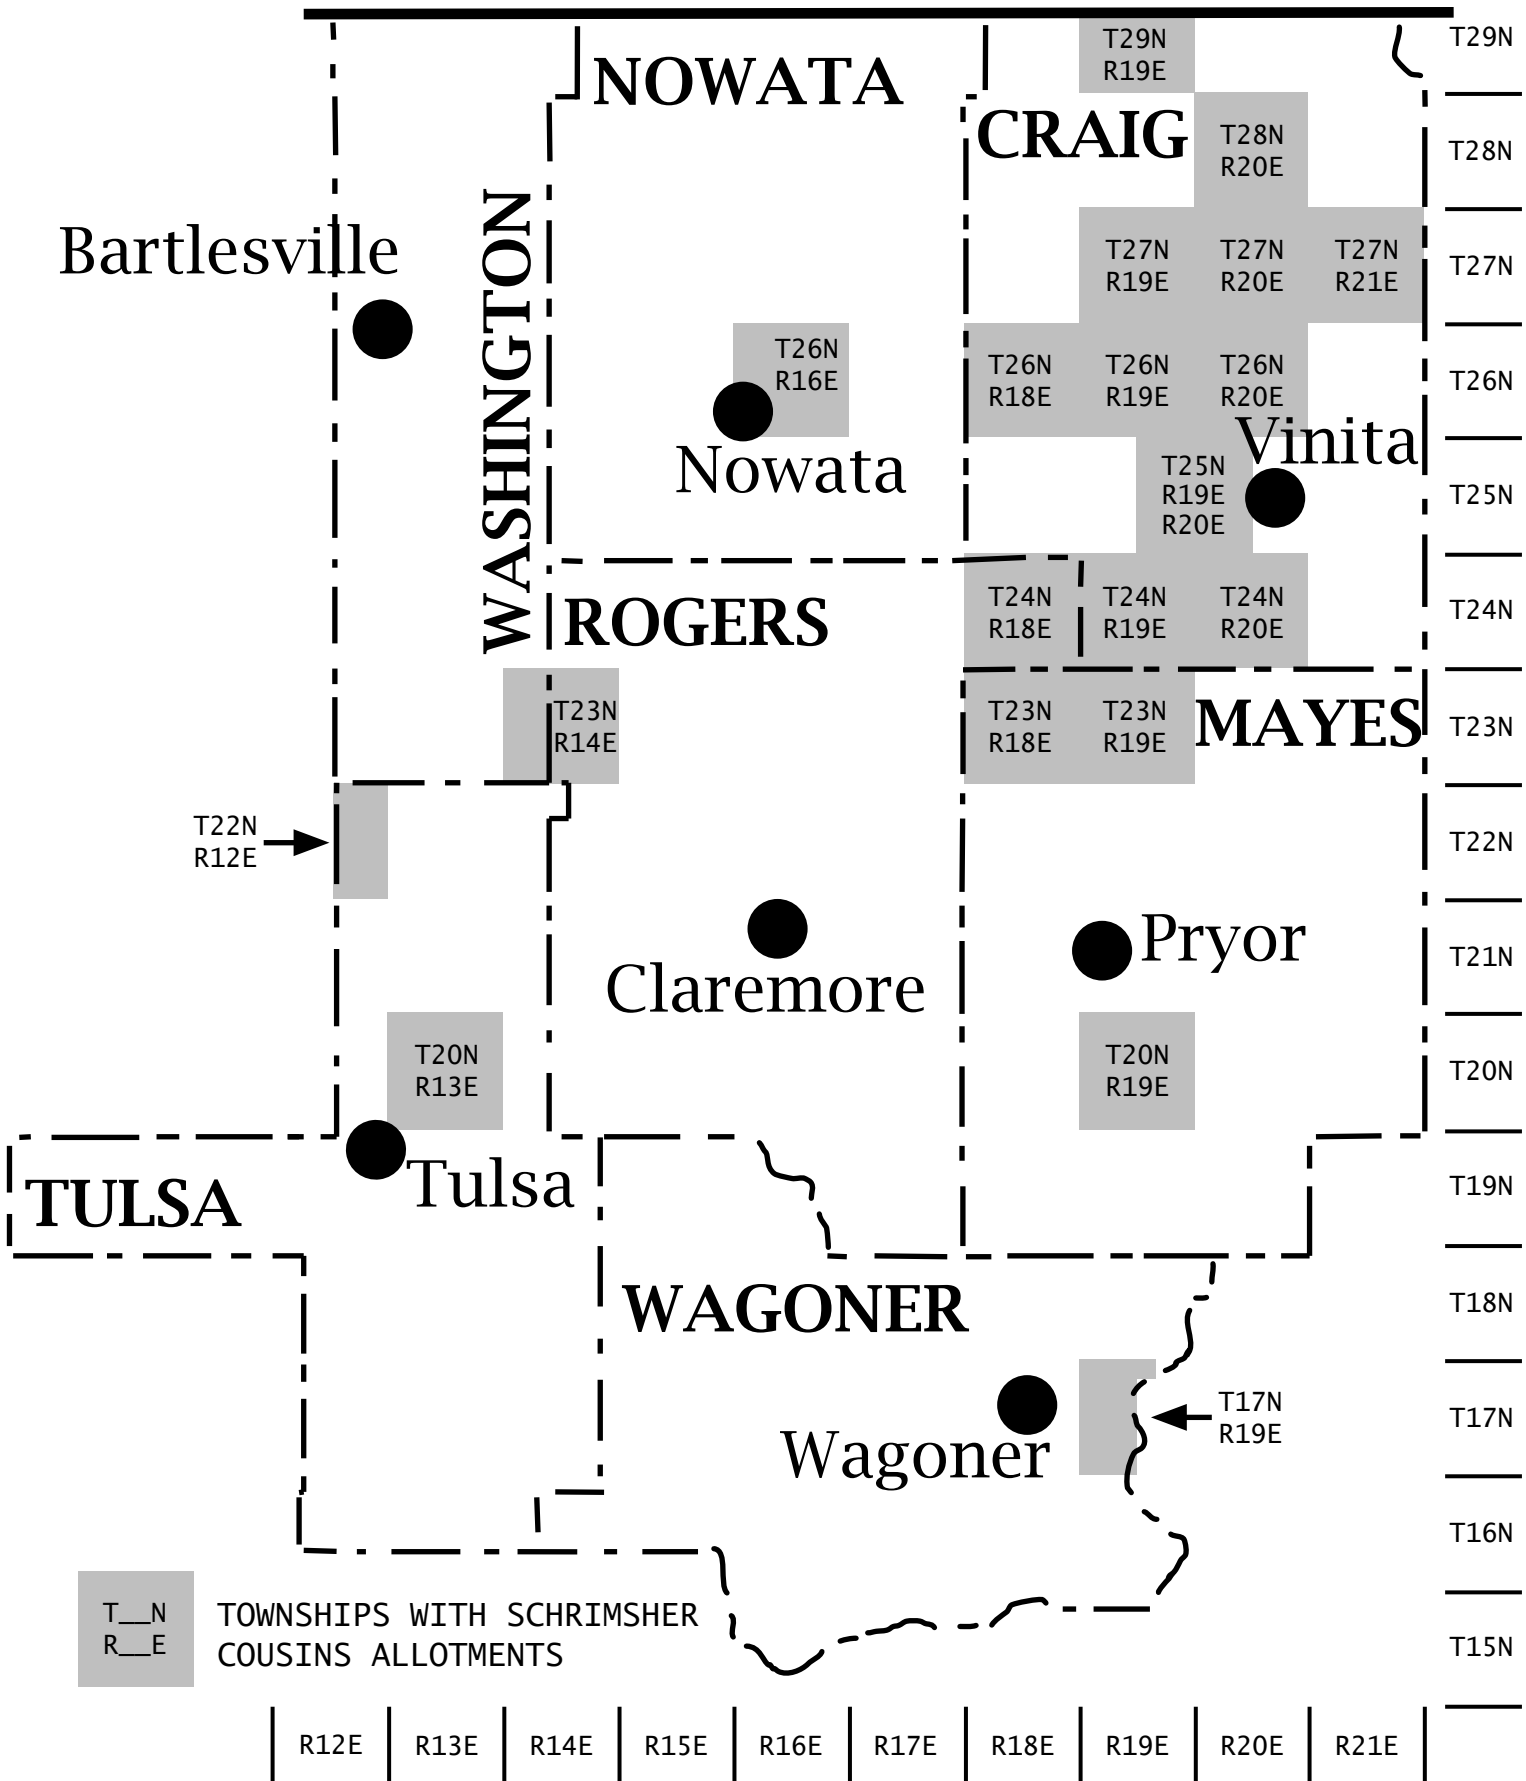 T29N
R19E
T29N
NOWATA
CRAIG
T28N
R20E
T28N
Bartlesville
WASHINGTON
T27N
R19E
T27N
R20E
T27N
R21E
T27N
T26N
R16E
T26N
R18E
T26N
R19E
T26N
R20E
T26N
Nowata
Vinita
T25N
R19E
R20E
T25N
ROGERS
T24N
R18E
T24N
R19E
T24N
R20E
T24N
T23N
R14E
T23N
R18E
T23N
R19E
MAYES
T23N
T22N
R12E
T22N
Claremore
Pryor
T21N
T20N
R13E
T20N
R19E
T20N
TULSA
Tulsa
T19N
WAGONER
T18N
Wagoner
T17N
R19E
T17N
T16N
T__N
R__E
TOWNSHIPS WITH SCHRIMSHER
COUSINS ALLOTMENTS
T15N
R12E R13E R14E R15E R16E R17E R18E R19E R20E R21E